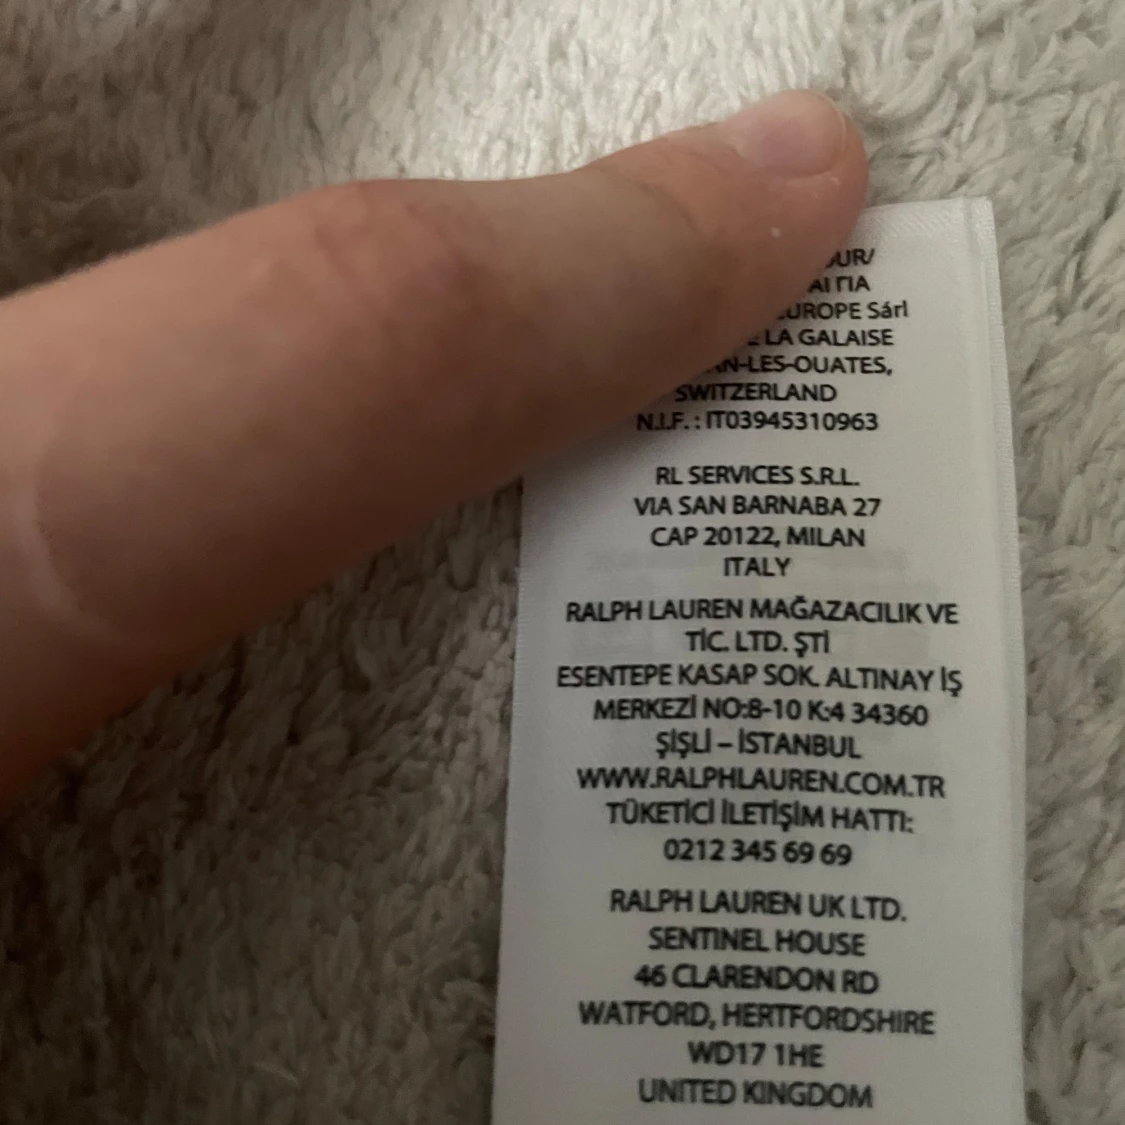 LA GALAISE
SWITZERLAND
N.I.F. : IT03945310963
RL SERVICES S.R.L.
VIA SAN BARNABA 27
CAP 20122, MILAN
ITALY
RALPH LAUREN MAĞAZACILIK VE
TİC. LTD. ŞTİ
ESENTEPE KASAP SOK. ALTINAY İŞ
MERKEZİ NO:8-10 K:4 34360
ŞİŞLİ – İSTANBUL
WWW.RALPHLAUREN.COM.TR
TÜKETİCİ İLETİŞİM HATTI:
0212 345 69 69
RALPH LAUREN UK LTD.
SENTINEL HOUSE
46 CLARENDON RD
WATFORD, HERTFORDSHIRE
WD17 1HE
UNITED KINGDOM